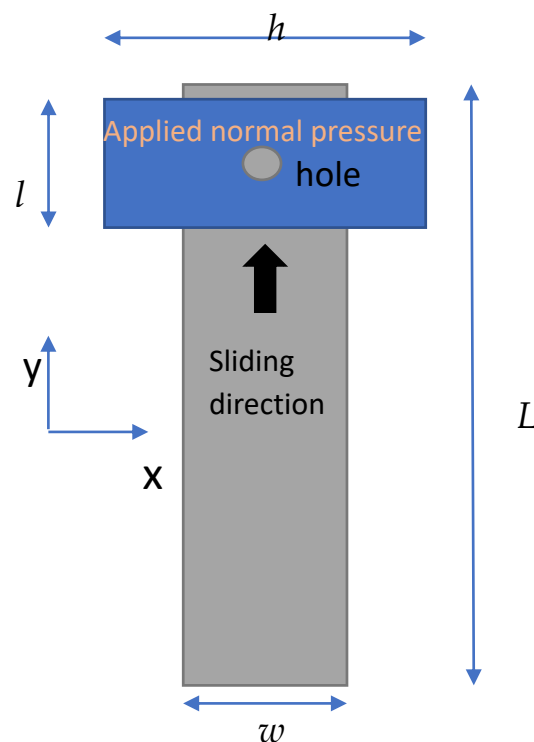 h
Applied normal pressure
hole
l
Sliding
direction
y
x
L
w